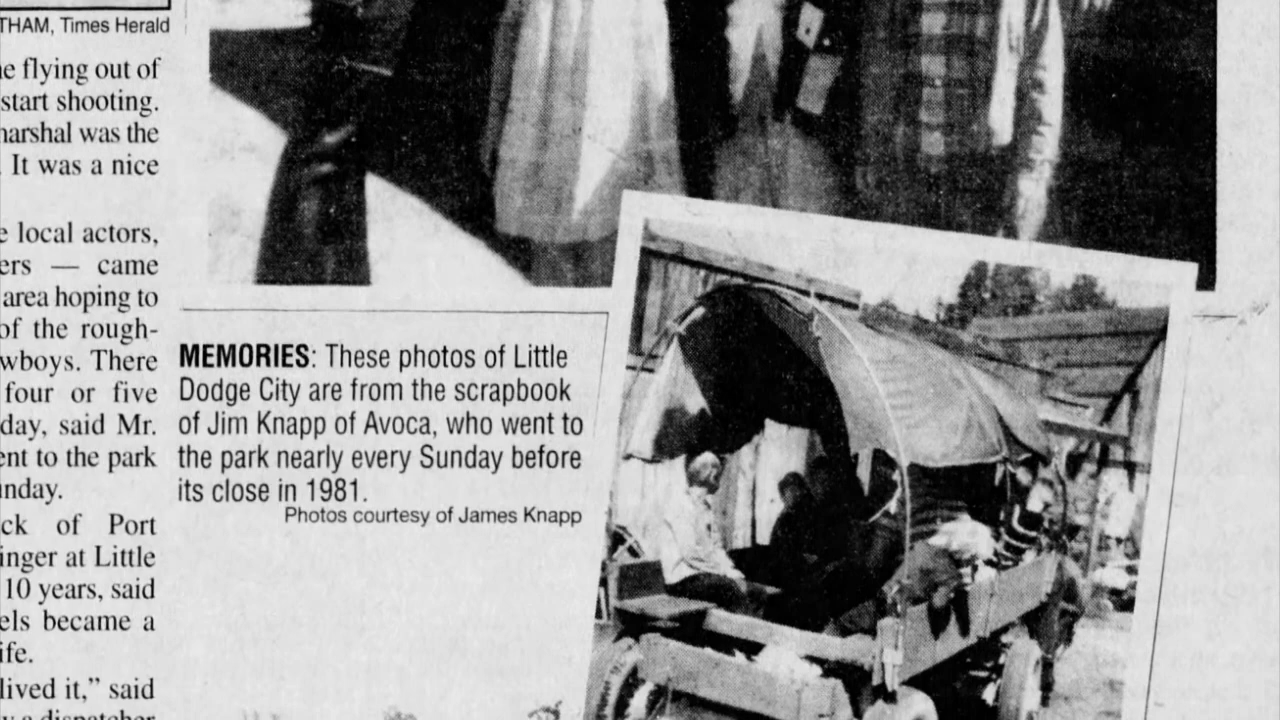 THAM, Times Herald
flying out of
start shooting.
marshal was the
. It was a nice
local actors,
ers — came
area hoping to
of the rough-
wboys. There
four or five
day, said Mr.
ent to the park
unday.
ck of Port
inger at Little
10 years, said
els became a
ife.
lived it,” said
y a dispatcher
MEMORIES: These photos of Little
Dodge City are from the scrapbook
of Jim Knapp of Avoca, who went to
the park nearly every Sunday before
its close in 1981.
Photos courtesy of James Knapp